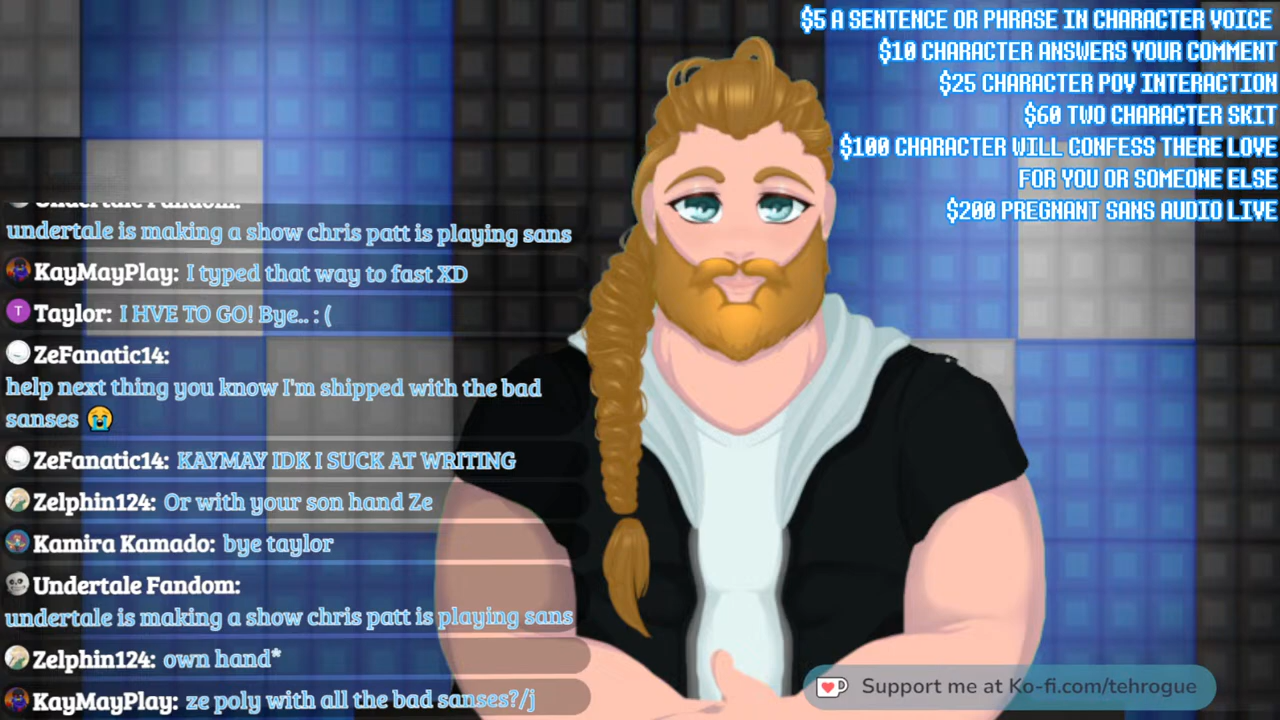 $5 A SENTENCE OR PHRASE IN CHARACTER VOICE
$10 CHARACTER ANSWERS YOUR COMMENT
$25 CHARACTER POV INTERACTION
$60 TWO CHARACTER SKIT
$100 CHARACTER WILL CONFESS THERE LOVE
FOR YOU OR SOMEONE ELSE
$200 PREGNANT SANS AUDIO LIVE
Undertale Fandom:
undertale is making a show chris patt is playing sans
KayMayPlay: I typed that way to fast XD
T Taylor: I HVE TO GO! Bye.. : (
ZeFanatic14:
help next thing you know I'm shipped with the bad
sanses 😭
ZeFanatic14: KAYMAY IDK I SUCK AT WRITING
Zelphin124: Or with your son hand Ze
Kamira Kamado: bye taylor
Undertale Fandom:
undertale is making a show chris patt is playing sans
Zelphin124: own hand*
KayMayPlay: ze poly with all the bad sanses?/j
Support me at Ko-fi.com/tehrogue